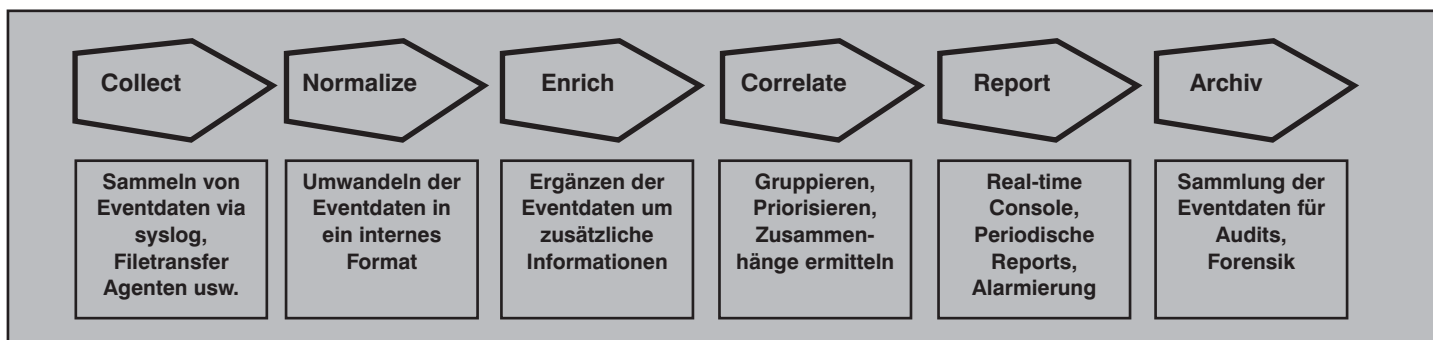 Collect
Normalize
Enrich
Correlate
Report
Archiv
Sammeln von
Eventdaten via
syslog,
Filetransfer
Agenten usw.
Umwandeln der
Eventdaten in
ein internes
Format
Ergänzen der
Eventdaten um
zusätzliche
Informationen
Gruppieren,
Priorisieren,
Zusammen-
hänge ermitteln
Real-time
Console,
Periodische
Reports,
Alarmierung
Sammlung der
Eventdaten für
Audits,
Forensik